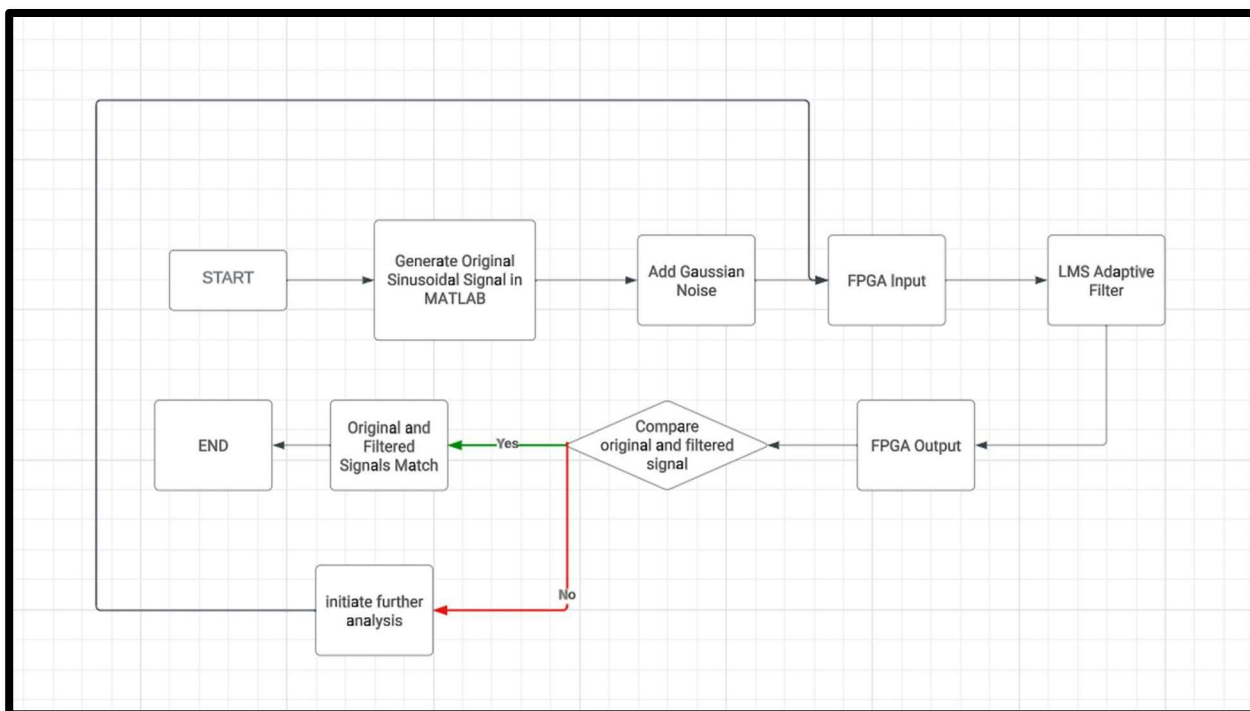 START
Generate Original
Sinusoidal Signal in
MATLAB
Add Gaussian
Noise
FPGA Input
LMS Adaptive
Filter
FPGA Output
Compare
original and filtered
signal
Yes
Original and
Filtered
Signals Match
END
No
initiate further
analysis